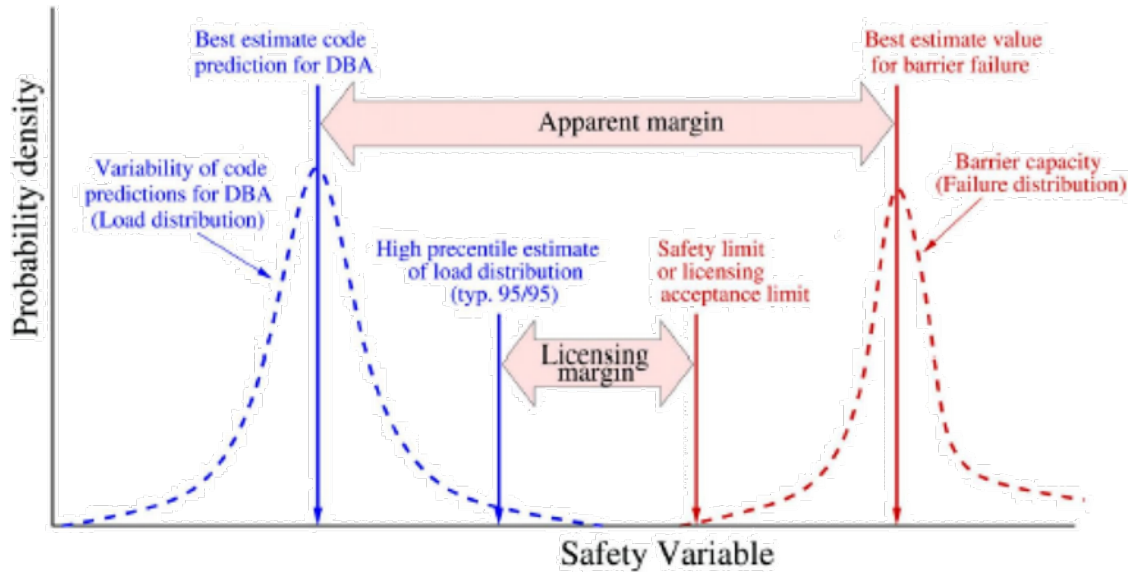 Best estimate code
prediction for DBA
Best estimate value
for barrier failure
Apparent margin
Variability of code
predictions for DBA
(Load distribution)
Barrier capacity
(Failure distribution)
High precentile estimate
of load distribution
(typ. 95/95)
Safety limit
or licensing
acceptance limit
Licensing
margin
Probability density
Safety Variable